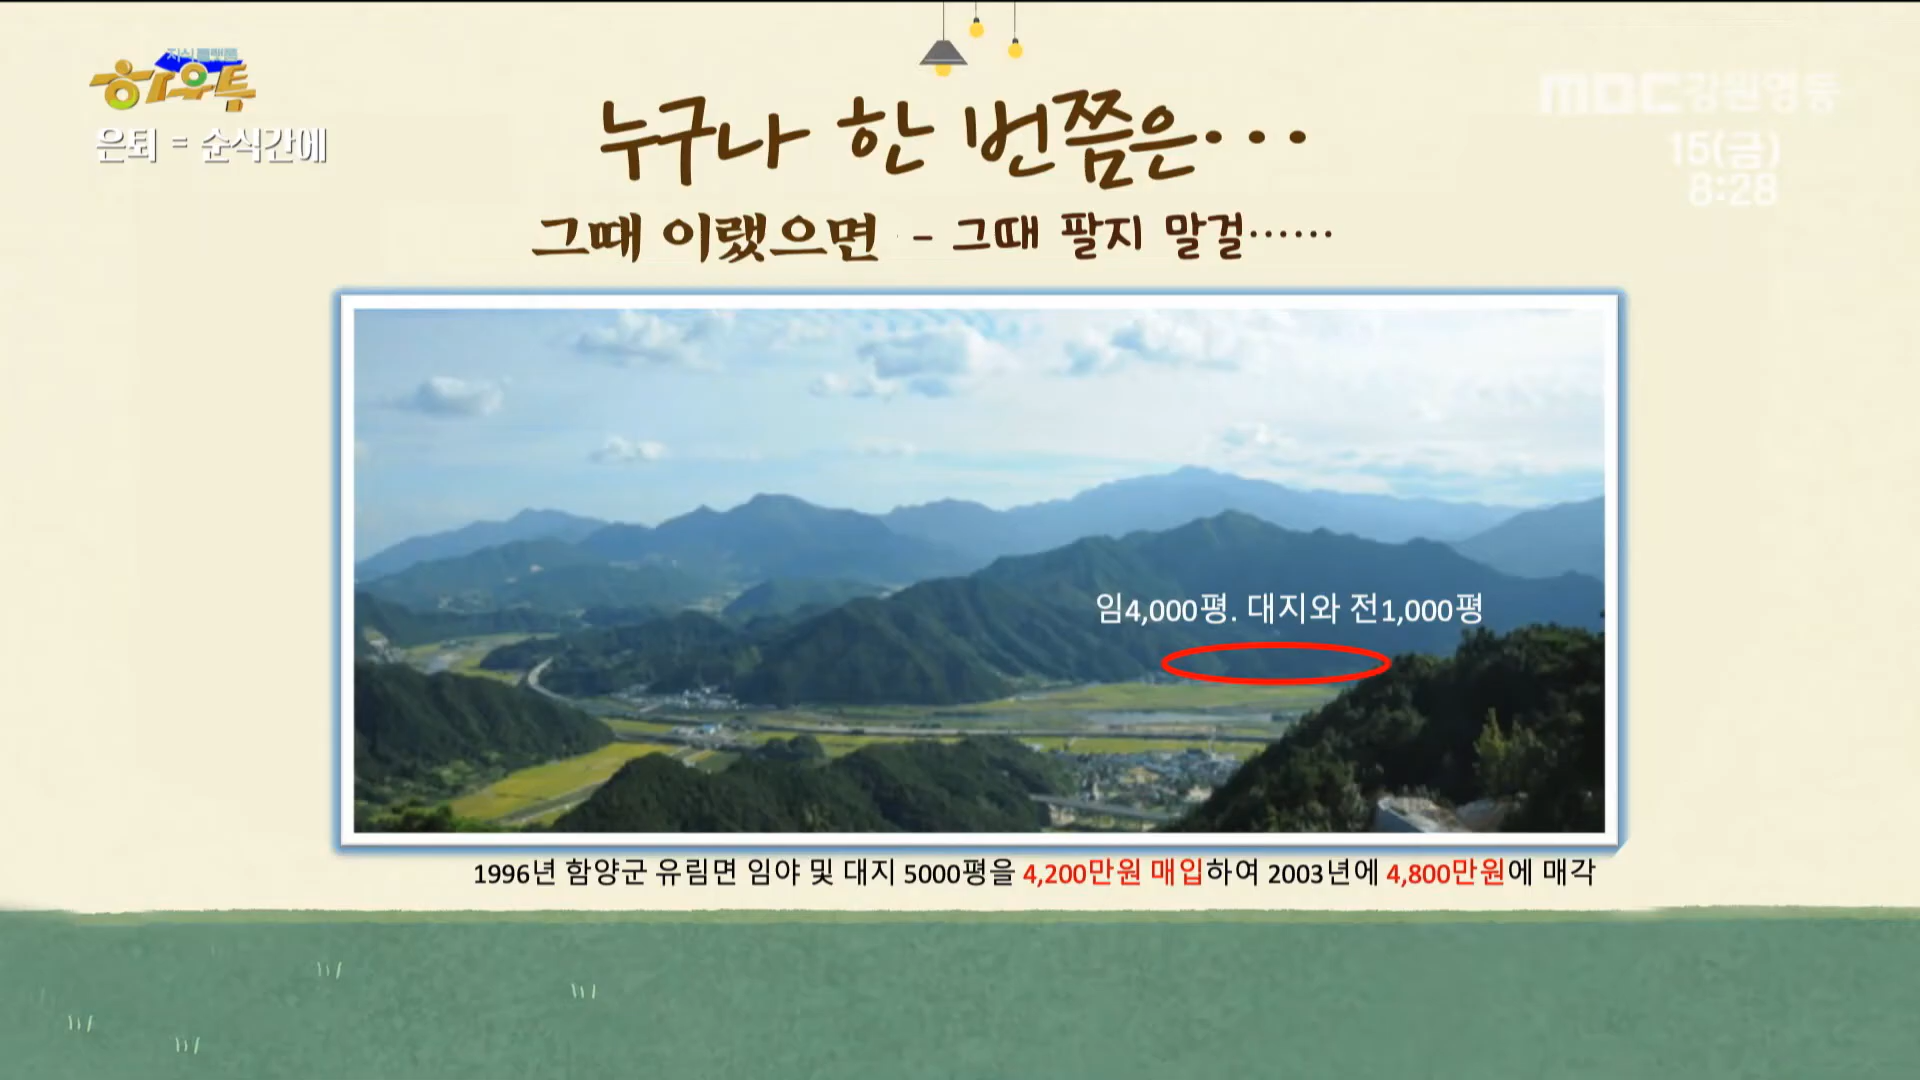 지식 플랫폼
하우투
은퇴 = 순식간에
MBC강원영동
15(금)
8:28
누구나 한 번쯤은···
그때 이랬으면 - 그때 팔지 말걸······
임4,000평. 대지와 전1,000평
1996년 함양군 유림면 임야 및 대지 5000평을 4,200만원 매입하여 2003년에 4,800만원에 매각